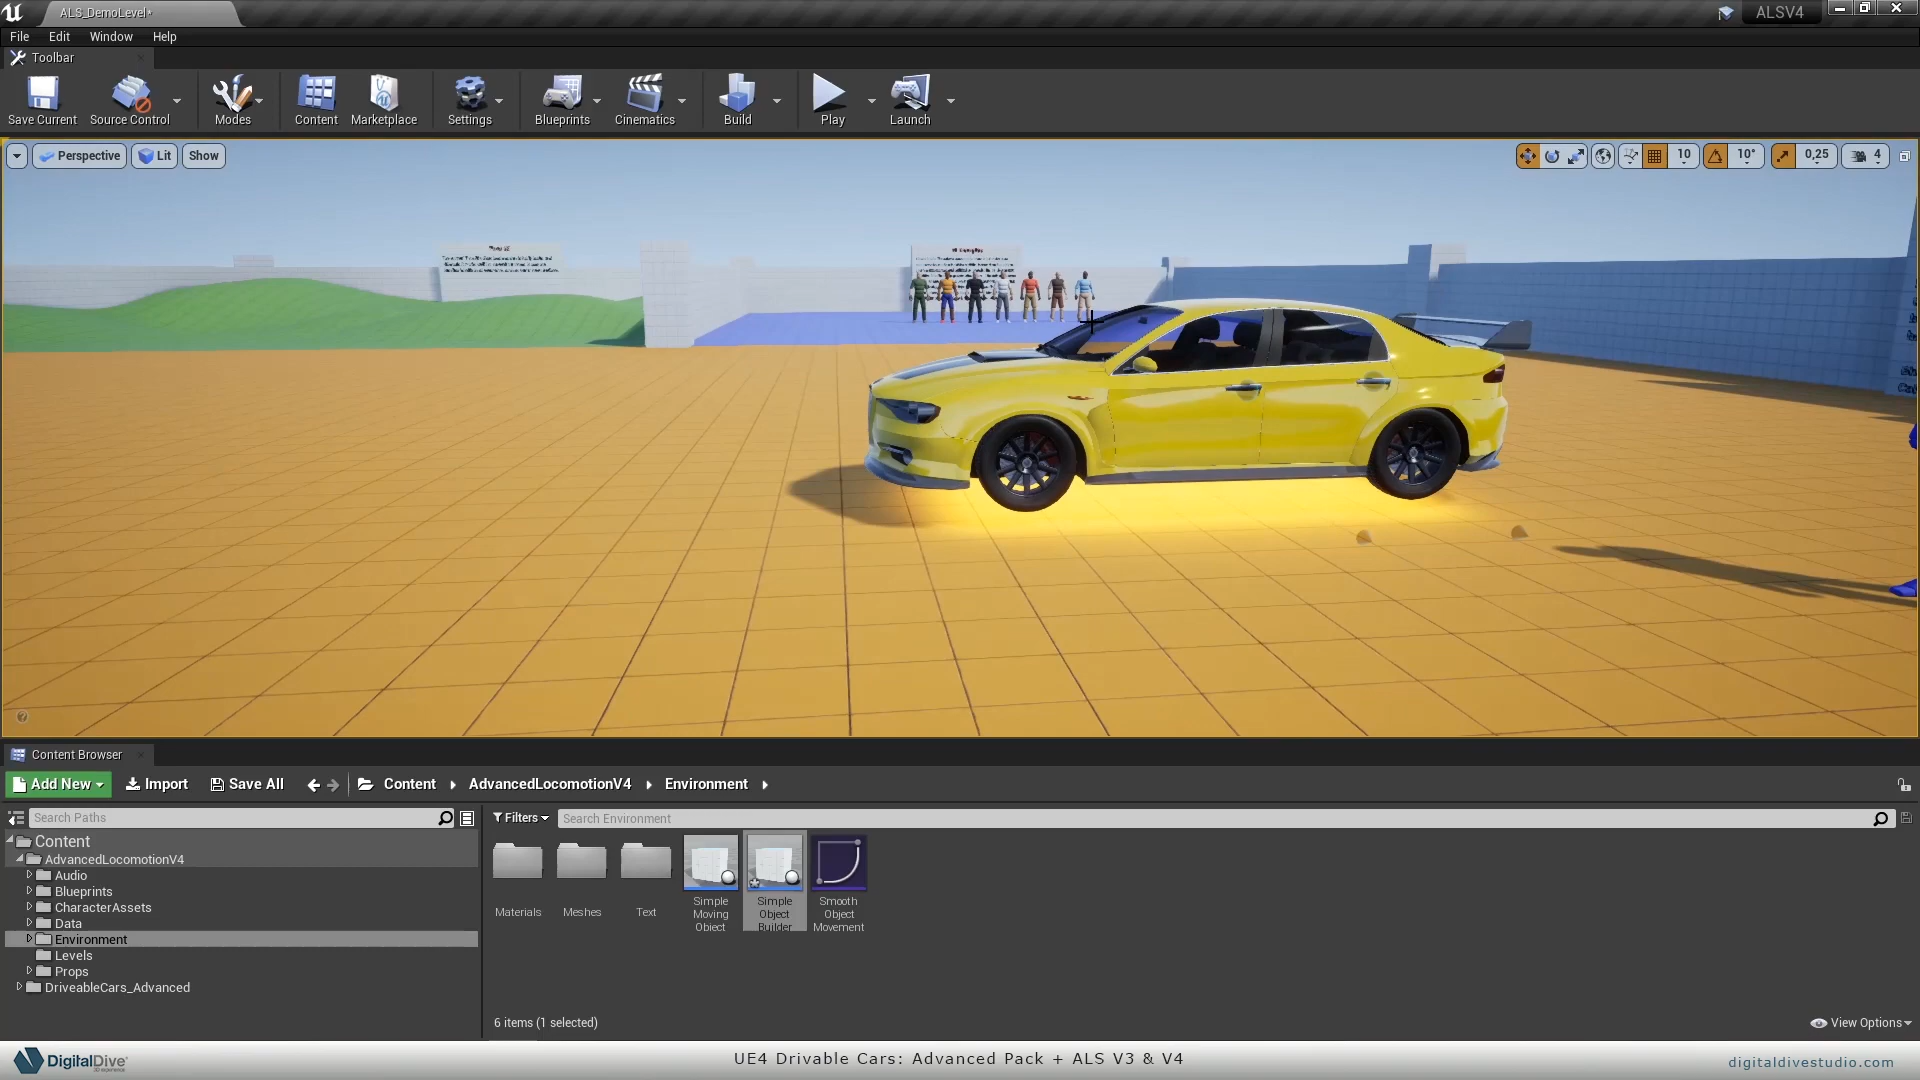 ALS_DemoLevel•
ALSV4
File Edit Window Help
Toolbar
Save Current Source Control Modes Content Marketplace Settings Blueprints Cinematics Build Play Launch
Perspective Lit Show 10 10° 0,25 4
Content Browser
Add New Import Save All Content AdvancedLocomotionV4 Environment
Search Paths
Filters Search Environment
Content
AdvancedLocomotionV4
Audio
Blueprints
CharacterAssets
Data
Environment
Levels
Props
DriveableCars_Advanced
Materials
Meshes
Text
Simple
Moving
Object
Simple
Object
Builder
Smooth
Object
Movement
6 items (1 selected)
View Options
DigitalDive
UE4 Drivable Cars: Advanced Pack + ALS V3 & V4
digitaldivestudio.com